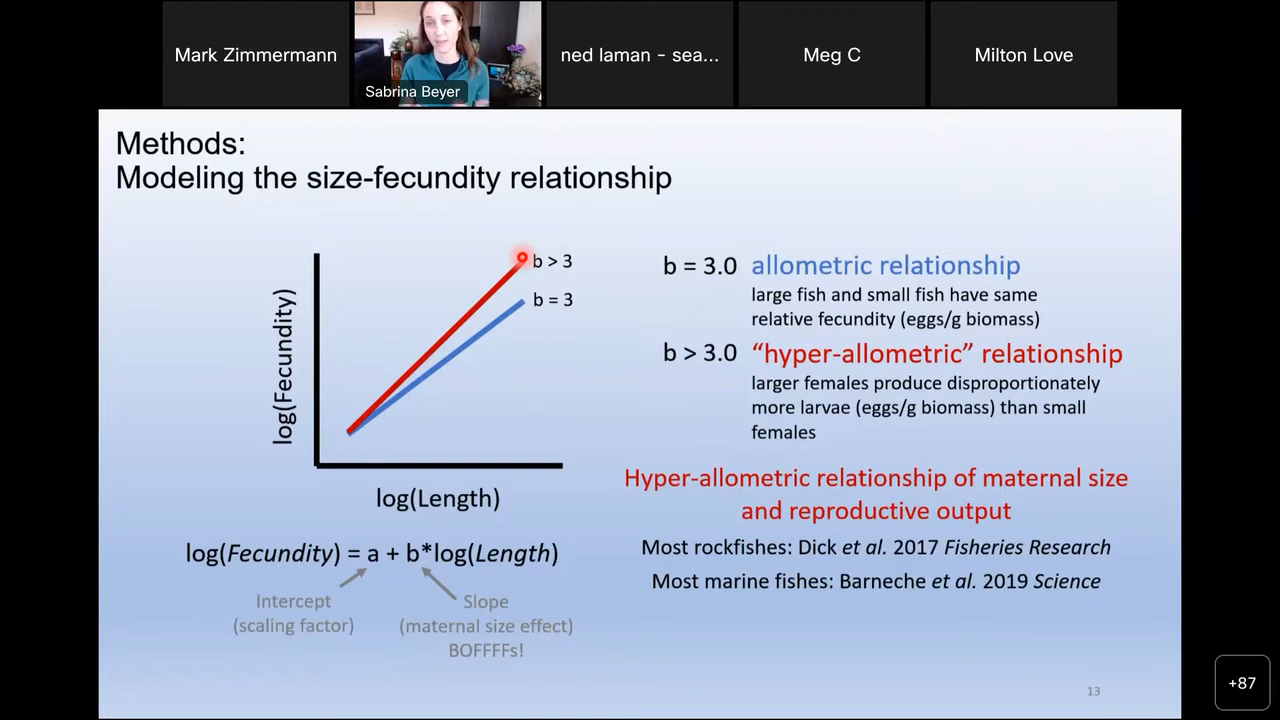 Mark Zimmermann
Sabrina Beyer
ned laman - sea...
Meg C
Milton Love
Methods:
Modeling the size-fecundity relationship
log(Fecundity)
b > 3
b = 3
log(Length)
log(Fecundity) = a + b*log(Length)
Intercept
(scaling factor)
Slope
(maternal size effect)
BOFFFFs!
b = 3.0 allometric relationship
large fish and small fish have same
relative fecundity (eggs/g biomass)
b > 3.0 “hyper-allometric” relationship
larger females produce disproportionately
more larvae (eggs/g biomass) than small
females
Hyper-allometric relationship of maternal size
and reproductive output
Most rockfishes: Dick et al. 2017 Fisheries Research
Most marine fishes: Barneche et al. 2019 Science
13
+87